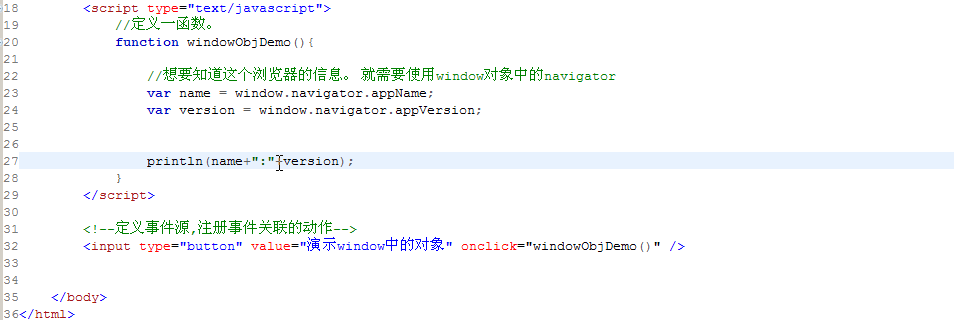 18 <script type="text/javascript">
19 //定义一函数。
20 function windowObjDemo(){
21
22 //想要知道这个浏览器的信息。 就需要使用window对象中的navigator
23 var name = window.navigator.appName;
24 var version = window.navigator.appVersion;
25
26
27 println(name+":"+version);
28 }
29 </script>
30
31 <!--定义事件源,注册事件关联的动作-->
32 <input type="button" value="演示window中的对象" onclick="windowObjDemo()" />
33
34
35 </body>
36 </html>